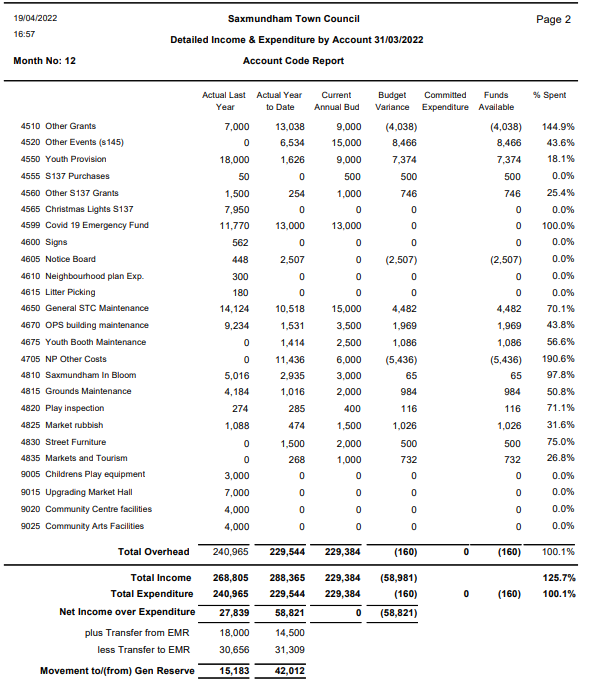 19/04/2022 Saxmundham Town Council Page 2
16:57 Detailed Income & Expenditure by Account 31/03/2022
Month No: 12 Account Code Report
Actual Last Actual Year Current Budget Committed Funds % Spent
Year to Date Annual Bud Variance Expenditure Available
4510 Other Grants 7,000 13,038 9,000 (4,038) (4,038) 144.9%
4520 Other Events (s145) 0 6,534 15,000 8,466 8,466 43.6%
4550 Youth Provision 18,000 1,626 9,000 7,374 7,374 18.1%
4555 S137 Purchases 50 0 500 500 500 0.0%
4560 Other S137 Grants 1,500 254 1,000 746 746 25.4%
4565 Christmas Lights S137 7,950 0 0 0 0 0.0%
4599 Covid 19 Emergency Fund 11,770 13,000 13,000 0 0 100.0%
4600 Signs 562 0 0 0 0 0.0%
4605 Notice Board 448 2,507 0 (2,507) (2,507) 0.0%
4610 Neighbourhood plan Exp. 300 0 0 0 0 0.0%
4615 Litter Picking 180 0 0 0 0 0.0%
4650 General STC Maintenance 14,124 10,518 15,000 4,482 4,482 70.1%
4670 OPS building maintenance 9,234 1,531 3,500 1,969 1,969 43.8%
4675 Youth Booth Maintenance 0 1,414 2,500 1,086 1,086 56.6%
4705 NP Other Costs 0 11,436 6,000 (5,436) (5,436) 190.6%
4810 Saxmundham In Bloom 5,016 2,935 3,000 65 65 97.8%
4815 Grounds Maintenance 4,184 1,016 2,000 984 984 50.8%
4820 Play inspection 274 285 400 116 116 71.1%
4825 Market rubbish 1,088 474 1,500 1,026 1,026 31.6%
4830 Street Furniture 0 1,500 2,000 500 500 75.0%
4835 Markets and Tourism 0 268 1,000 732 732 26.8%
9005 Childrens Play equipment 3,000 0 0 0 0 0.0%
9015 Upgrading Market Hall 7,000 0 0 0 0 0.0%
9020 Community Centre facilities 4,000 0 0 0 0 0.0%
9025 Community Arts Facilities 4,000 0 0 0 0 0.0%
Total Overhead 240,965 229,544 229,384 (160) 0 (160) 100.1%
Total Income 268,805 288,365 229,384 (58,981) 125.7%
Total Expenditure 240,965 229,544 229,384 (160) 0 (160) 100.1%
Net Income over Expenditure 27,839 58,821 0 (58,821)
plus Transfer from EMR 18,000 14,500
less Transfer to EMR 30,656 31,309
Movement to/(from) Gen Reserve 15,183 42,012